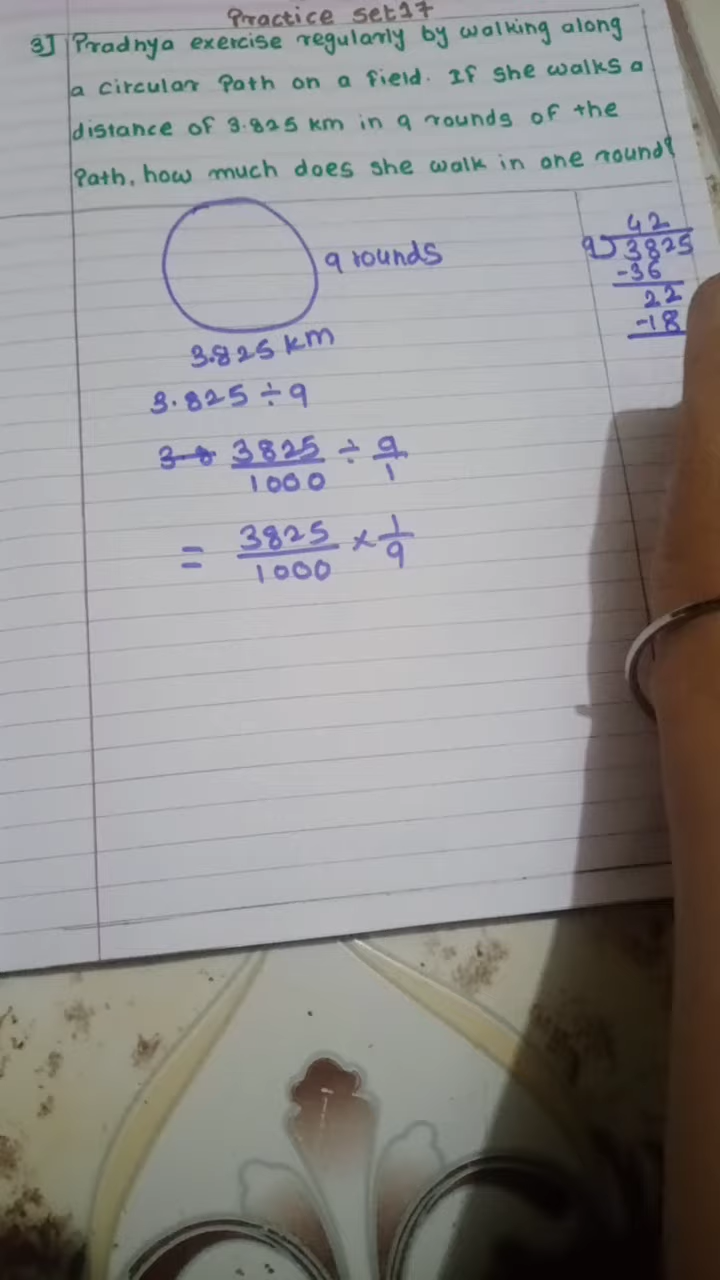 Practice set 17
3] Pradnya exercise regularly by walking along
a circular Path on a field. If she walks a
distance of 3.825 km in 9 rounds of the
Path, how much does she walk in one round?
9 rounds
3.825 km
3.825 ÷ 9
3825/1000 ÷ 9/1
= 3825/1000 × 1/9
42
9)3825
-36
22
-18